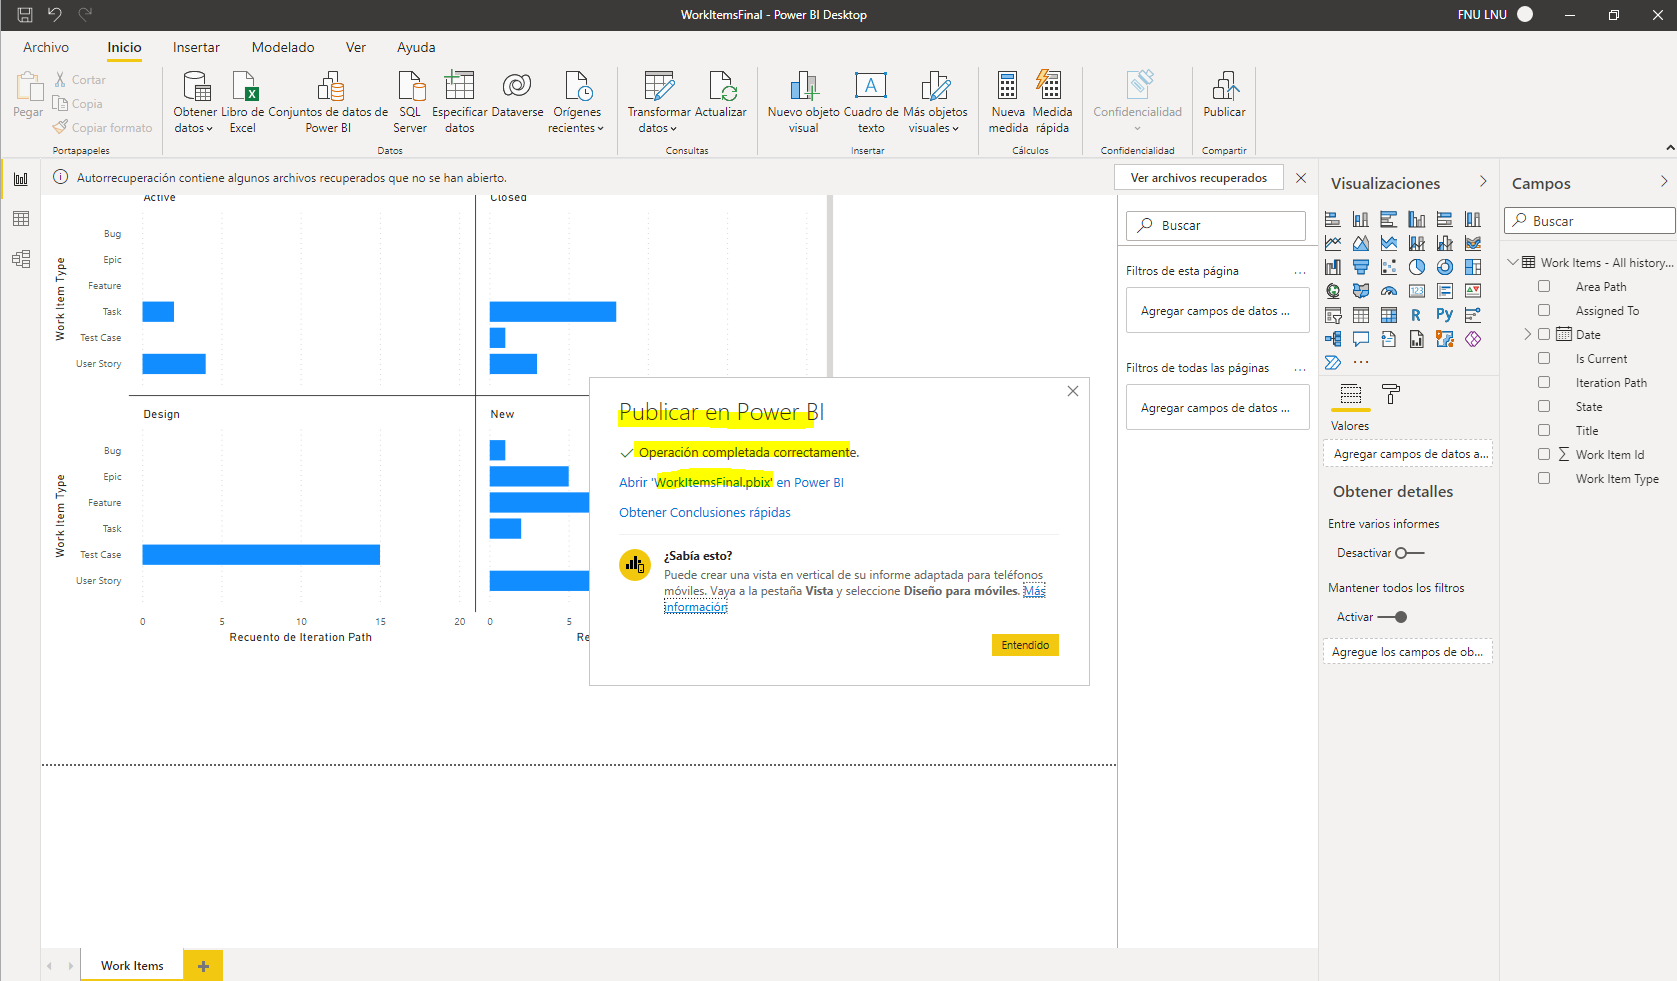 WorkItemsFinal - Power BI Desktop
FNU LNU
Archivo
Inicio
Insertar
Modelado
Ver
Ayuda
Pegar
Cortar
Copia
Copiar formato
Portapapeles
Obtener
datos
Libro de
Excel
Conjuntos de datos de
Power BI
SQL
Server
Especificar
datos
Dataverse
Orígenes
recientes
Datos
Transformar
datos
Actualizar
Consultas
Nuevo objeto
visual
Cuadro de
texto
Más objetos
visuales
Insertar
Nueva
medida
Medida
rápida
Cálculos
Confidencialidad
Confidencialidad
Publicar
Compartir
Autorrecuperación contiene algunos archivos recuperados que no se han abierto.
Ver archivos recuperados
Active
Closed
Work Item Type
Bug
Epic
Feature
Task
Test Case
User Story
Design
New
Work Item Type
Bug
Epic
Feature
Task
Test Case
User Story
0 5 10 15 20
Recuento de Iteration Path
0 5
Re
Publicar en Power BI
Operación completada correctamente.
Abrir 'WorkItemsFinal.pbix' en Power BI
Obtener Conclusiones rápidas
¿Sabía esto?
Puede crear una vista en vertical de su informe adaptada para teléfonos
móviles. Vaya a la pestaña Vista y seleccione Diseño para móviles. Más
información
Entendido
Buscar
Filtros de esta página
...
Agregar campos de datos ...
Filtros de todas las páginas
...
Agregar campos de datos ...
Visualizaciones
123
R
Py
...
Valores
Agregar campos de datos a...
Obtener detalles
Entre varios informes
Desactivar
Mantener todos los filtros
Activar
Agregue los campos de ob...
Campos
Buscar
Work Items - All history...
Area Path
Assigned To
Date
Is Current
Iteration Path
State
Title
Work Item Id
Work Item Type
Work Items
+